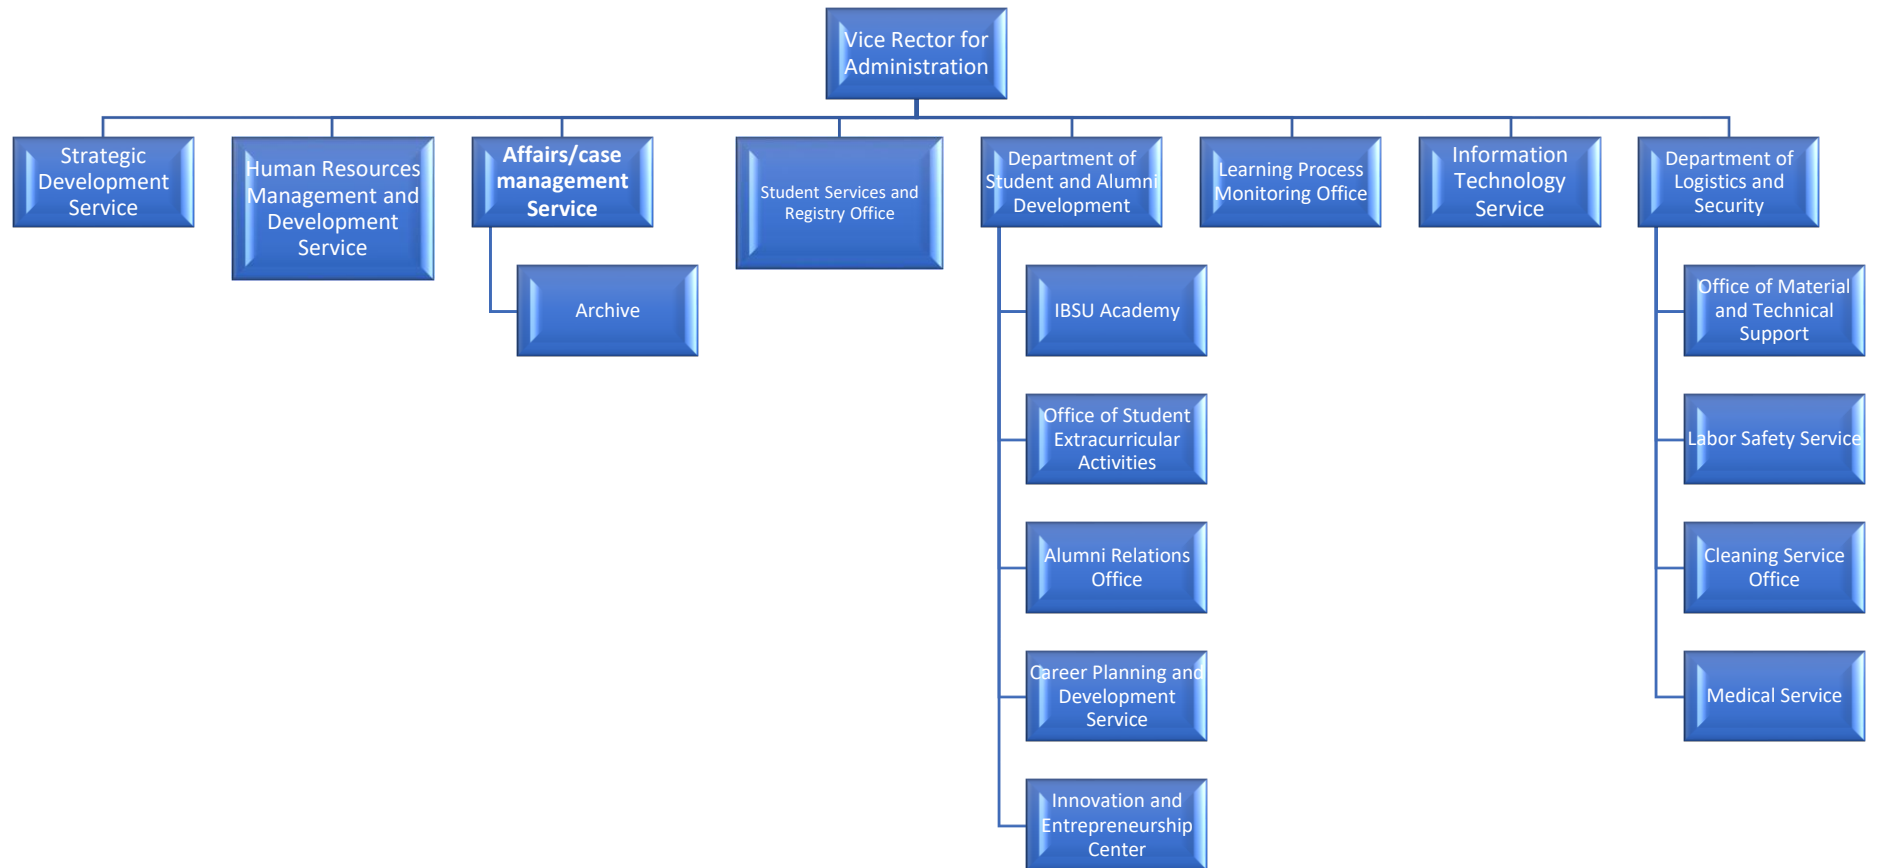 Vice Rector for
Administration
Strategic
Development
Service
Human Resources
Management and
Development
Service
Affairs/case
management
Service
Student Services and
Registry Office
Department of
Student and Alumni
Development
Learning Process
Monitoring Office
Information
Technology
Service
Department of
Logistics and
Security
Archive
IBSU Academy
Office of Student
Extracurricular
Activities
Alumni Relations
Office
Career Planning and
Development
Service
Innovation and
Entrepreneurship
Center
Office of Material
and Technical
Support
Labor Safety Service
Cleaning Service
Office
Medical Service